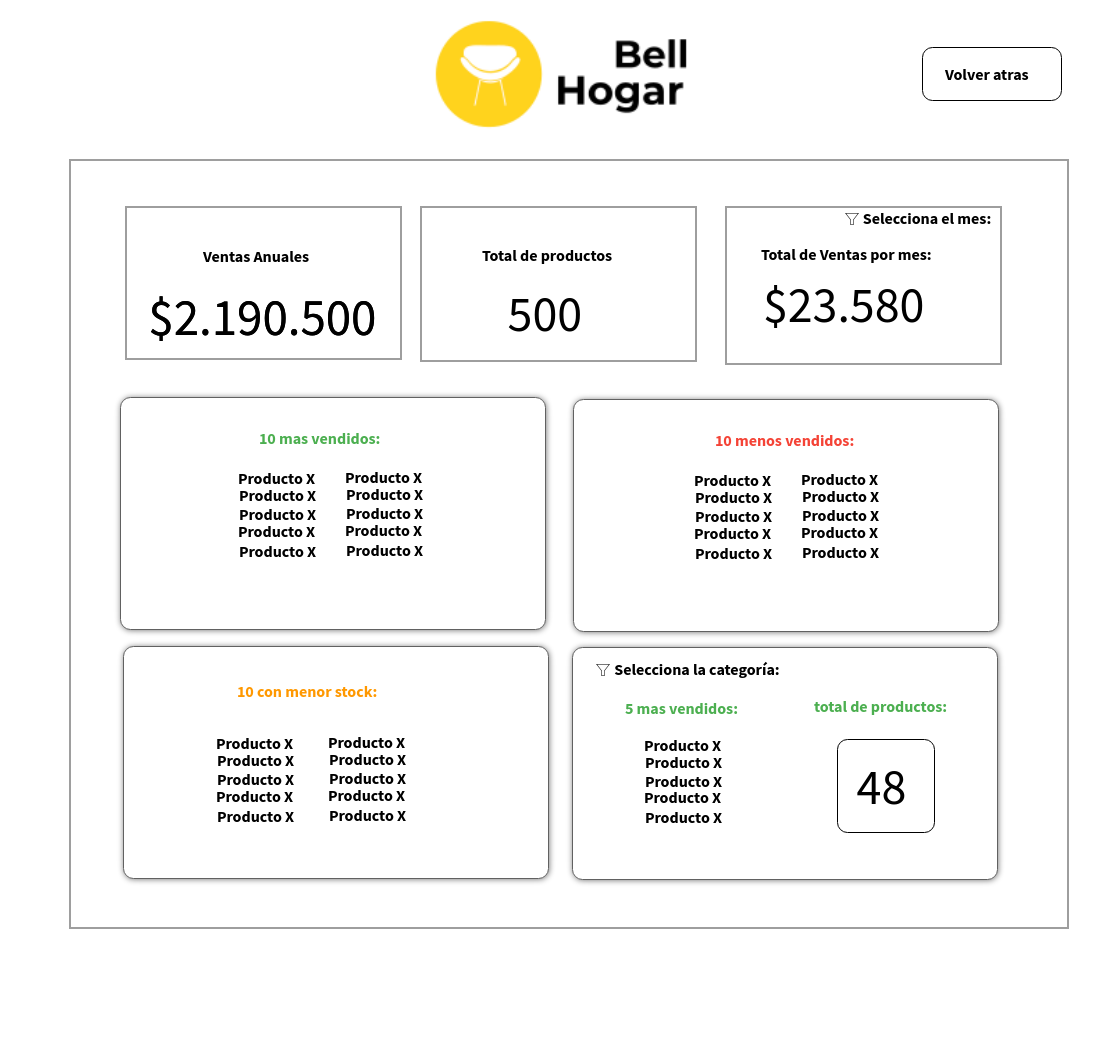 Bell
Hogar
Volver atras
Selecciona el mes:
Ventas Anuales
Total de productos
Total de Ventas por mes:
$2.190.500
500
$23.580
10 mas vendidos:
Producto X Producto X
Producto X Producto X
Producto X Producto X
Producto X Producto X
Producto X Producto X
10 menos vendidos:
Producto X Producto X
Producto X Producto X
Producto X Producto X
Producto X Producto X
Producto X Producto X
10 con menor stock:
Producto X Producto X
Producto X Producto X
Producto X Producto X
Producto X Producto X
Producto X Producto X
Selecciona la categoría:
5 mas vendidos:
Producto X
Producto X
Producto X
Producto X
Producto X
total de productos:
48